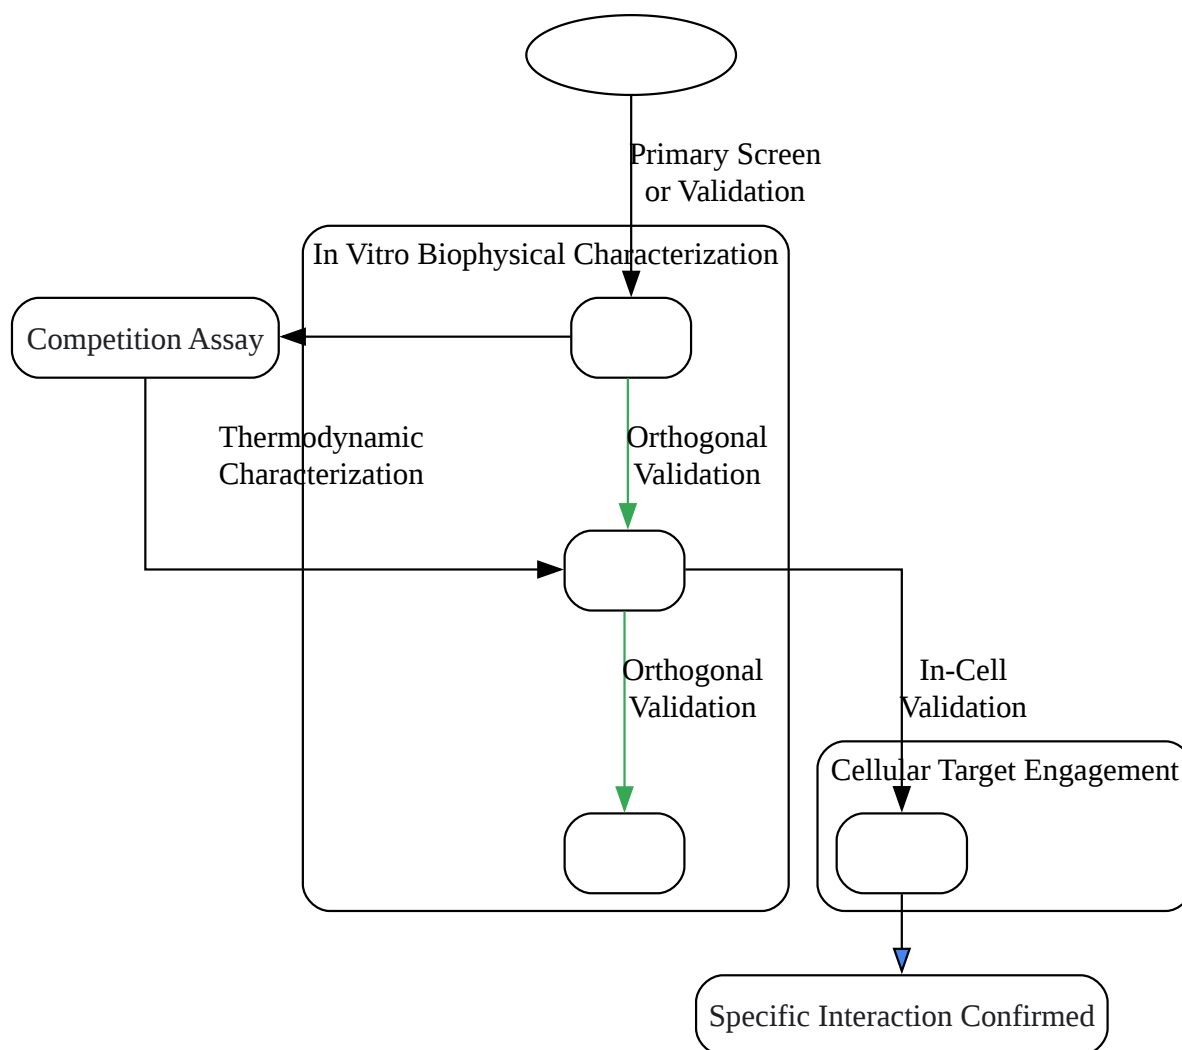 Primary Screen
or Validation
In Vitro Biophysical Characterization
Competition Assay
Thermodynamic
Characterization
Orthogonal
Validation
Orthogonal
Validation
In-Cell
Validation
Cellular Target Engagement
Specific Interaction Confirmed